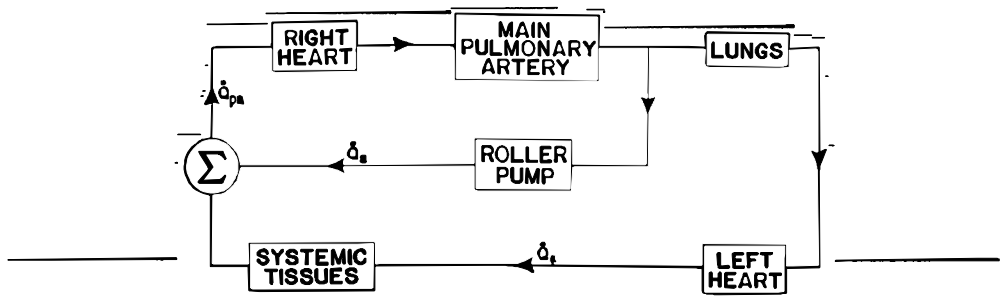 RIGHT
HEART
MAIN
PULMONARY
ARTERY
LUNGS
Q̇pa
Σ
Q̇s
ROLLER
PUMP
SYSTEMIC
TISSUES
LEFT
HEART